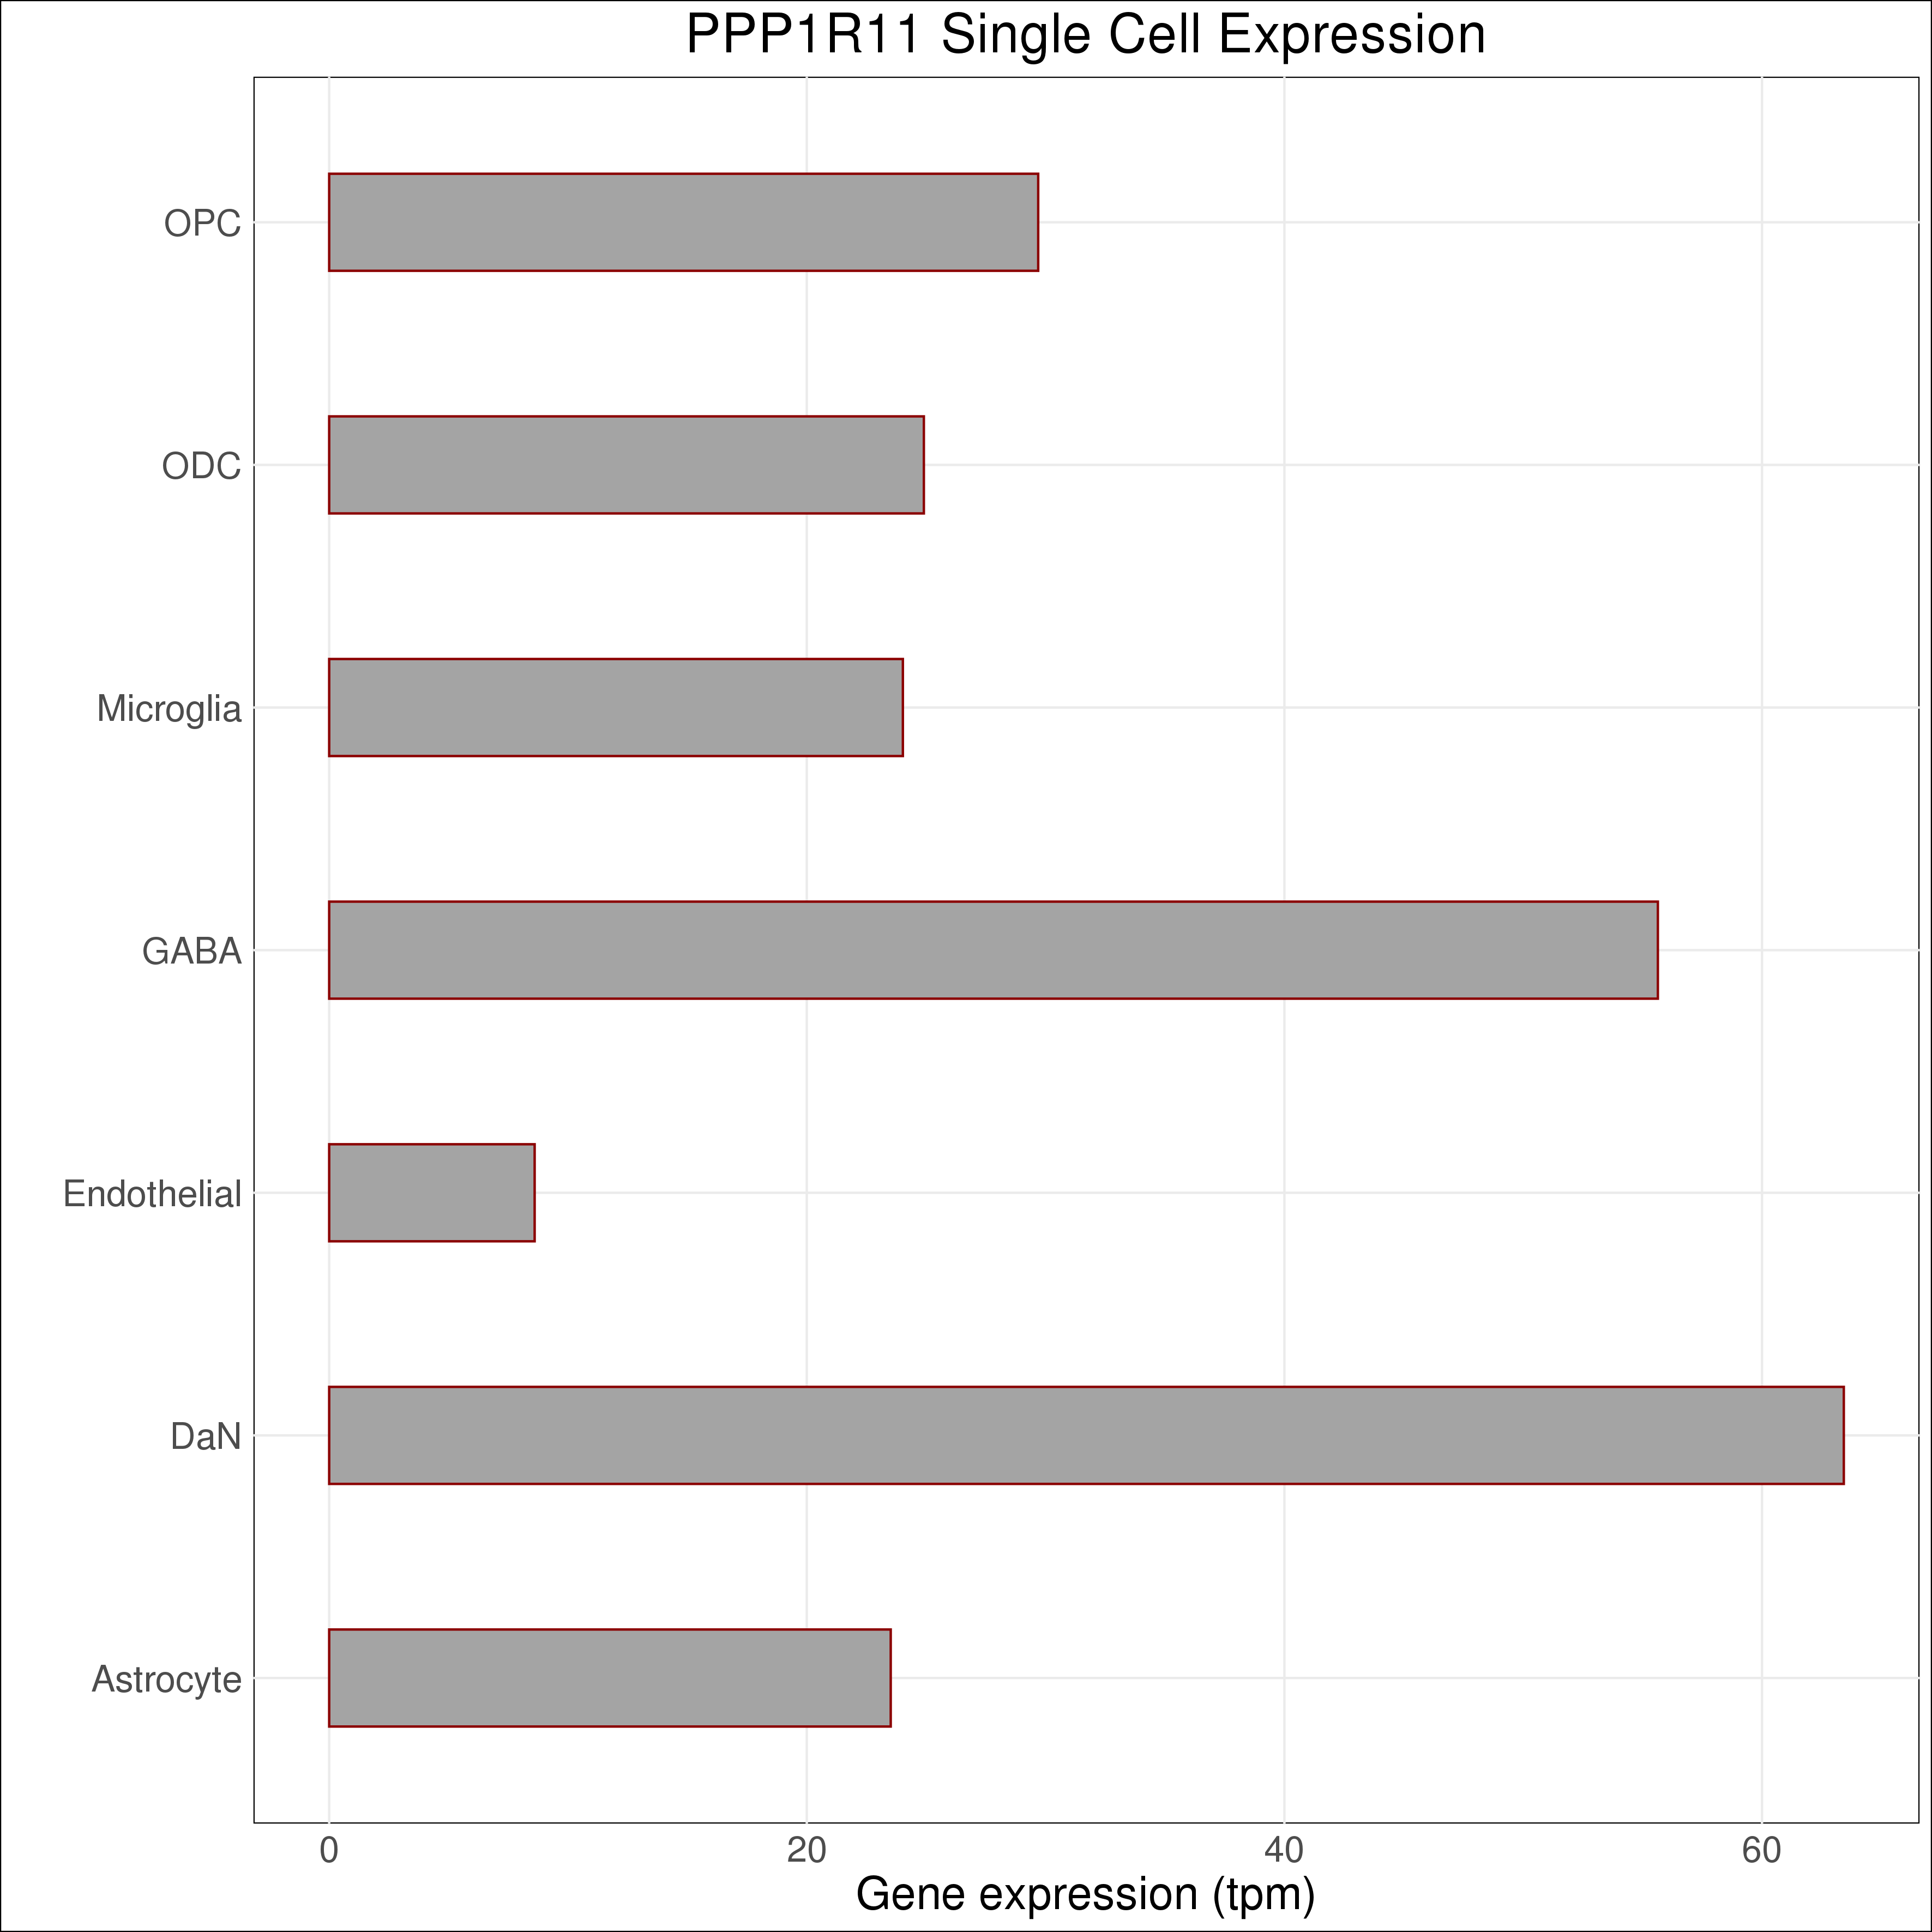 PPP1R11 Single Cell Expression
OPC
ODC
Microglia
GABA
Endothelial
DaN
Astrocyte
0 20 40 60
Gene expression (tpm)